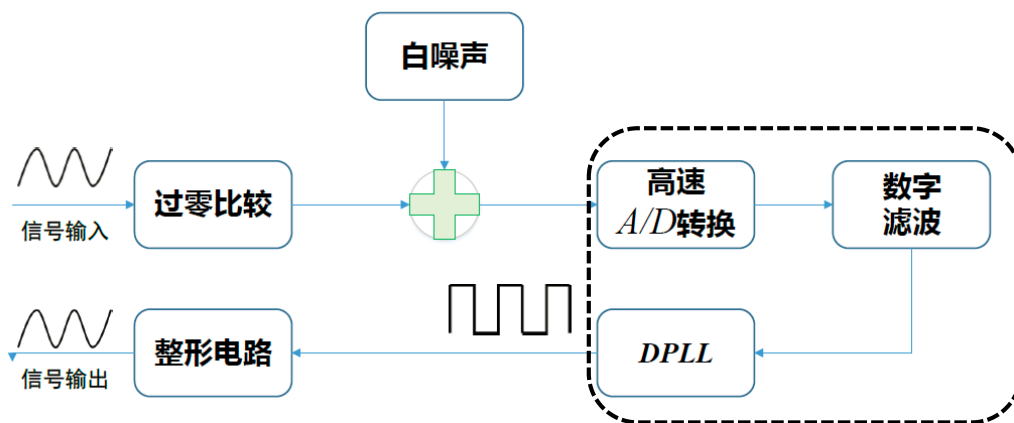 白噪声
信号输入
过零比较
高速
A/D转换
数字
滤波
信号输出
整形电路
DPLL